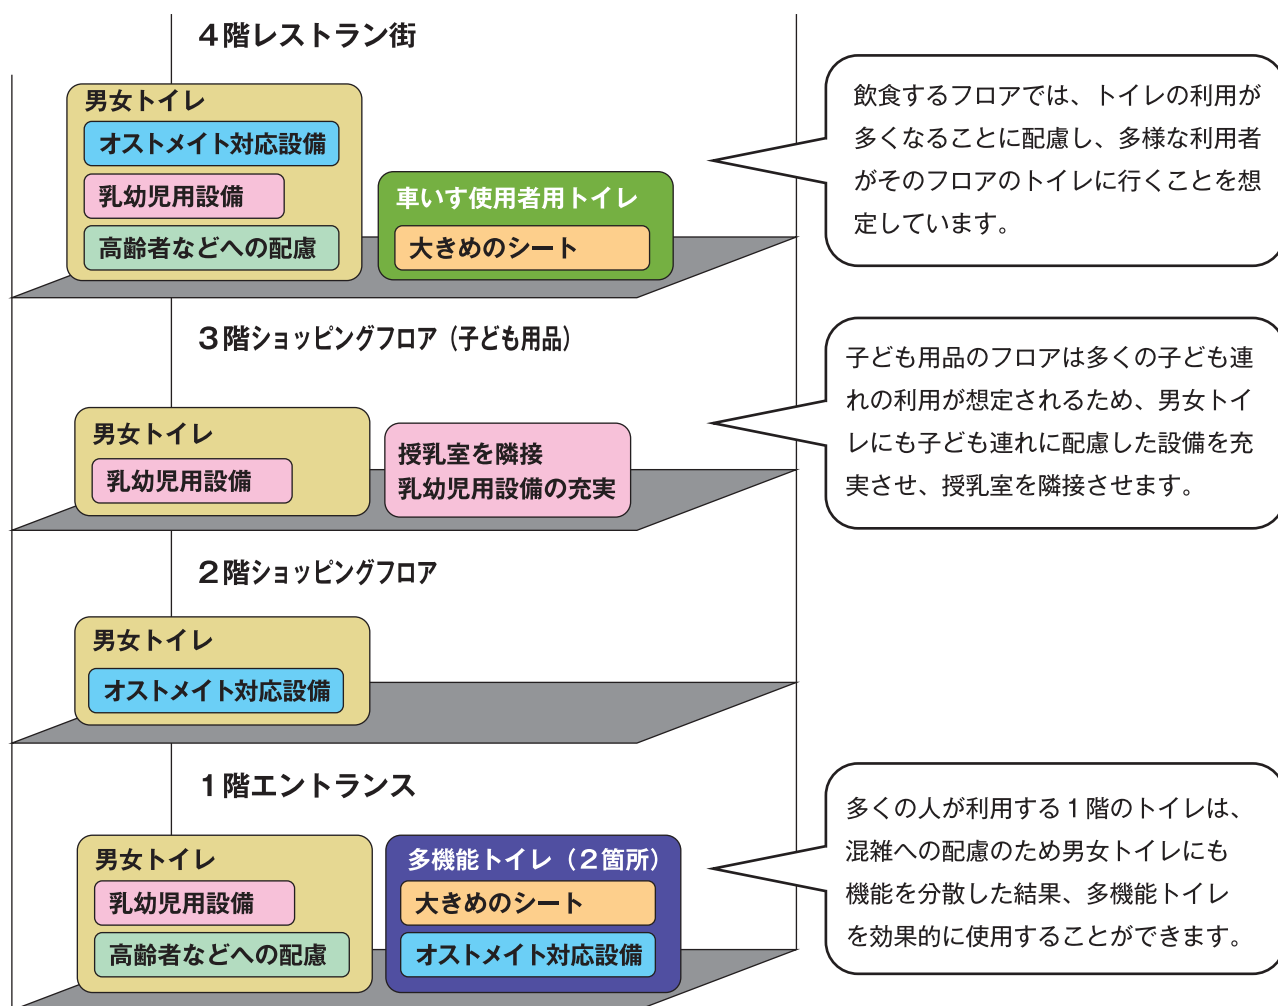 4階レストラン街
男女トイレ
オストメイト対応設備
乳幼児用設備
高齢者などへの配慮
車いす使用者用トイレ
大きめのシート
飲食するフロアでは、トイレの利用が
多くなることに配慮し、多様な利用者
がそのフロアのトイレに行くことを想
定しています。
3階ショッピングフロア（子ども用品）
男女トイレ
乳幼児用設備
授乳室を隣接
乳幼児用設備の充実
子ども用品のフロアは多くの子ども連
れの利用が想定されるため、男女トイ
レにも子ども連れに配慮した設備を充
実させ、授乳室を隣接させます。
2階ショッピングフロア
男女トイレ
オストメイト対応設備
1階エントランス
男女トイレ
乳幼児用設備
高齢者などへの配慮
多機能トイレ（2箇所）
大きめのシート
オストメイト対応設備
多くの人が利用する1階のトイレは、
混雑への配慮のため男女トイレにも
機能を分散した結果、多機能トイレ
を効果的に使用することができます。